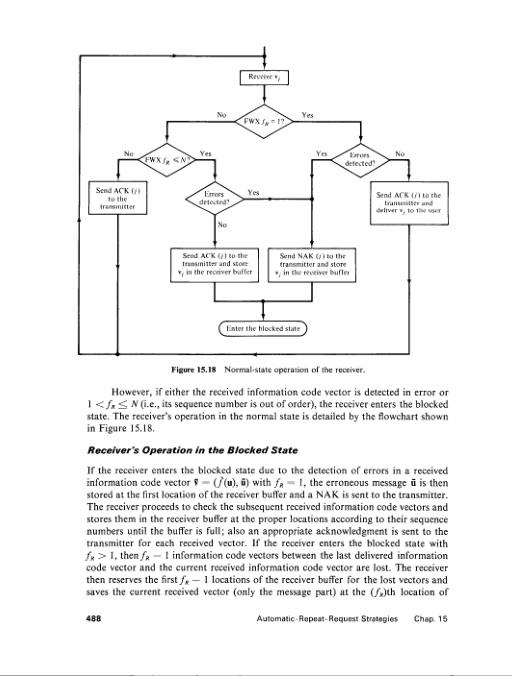 Receive v_j
No
FWX f_R = 1?
Yes
No
FWX f_R ≤ N?
Yes
Yes
Errors
detected?
No
Send ACK (j)
to the
transmitter
Errors
detected?
Yes
Send ACK (j) to the
transmitter and
deliver v_j to the user
No
Send ACK (j) to the
transmitter and store
v_j in the receiver buffer
Send NAK (j) to the
transmitter and store
v_j in the receiver buffer
Enter the blocked state
Figure 15.18 Normal-state operation of the receiver.
However, if either the received information code vector is detected in error or
1 < f_R ≤ N (i.e., its sequence number is out of order), the receiver enters the blocked
state. The receiver's operation in the normal state is detailed by the flowchart shown
in Figure 15.18.
Receiver's Operation in the Blocked State
If the receiver enters the blocked state due to the detection of errors in a received
information code vector ṽ = (f̃(u), ũ) with f_R = 1, the erroneous message ũ is then
stored at the first location of the receiver buffer and a NAK is sent to the transmitter.
The receiver proceeds to check the subsequent received information code vectors and
stores them in the receiver buffer at the proper locations according to their sequence
numbers until the buffer is full; also an appropriate acknowledgment is sent to the
transmitter for each received vector. If the receiver enters the blocked state with
f_R > 1, then f_R − 1 information code vectors between the last delivered information
code vector and the current received information code vector are lost. The receiver
then reserves the first f_R − 1 locations of the receiver buffer for the lost vectors and
saves the current received vector (only the message part) at the (f_R)th location of
488 Automatic-Repeat-Request Strategies Chap. 15